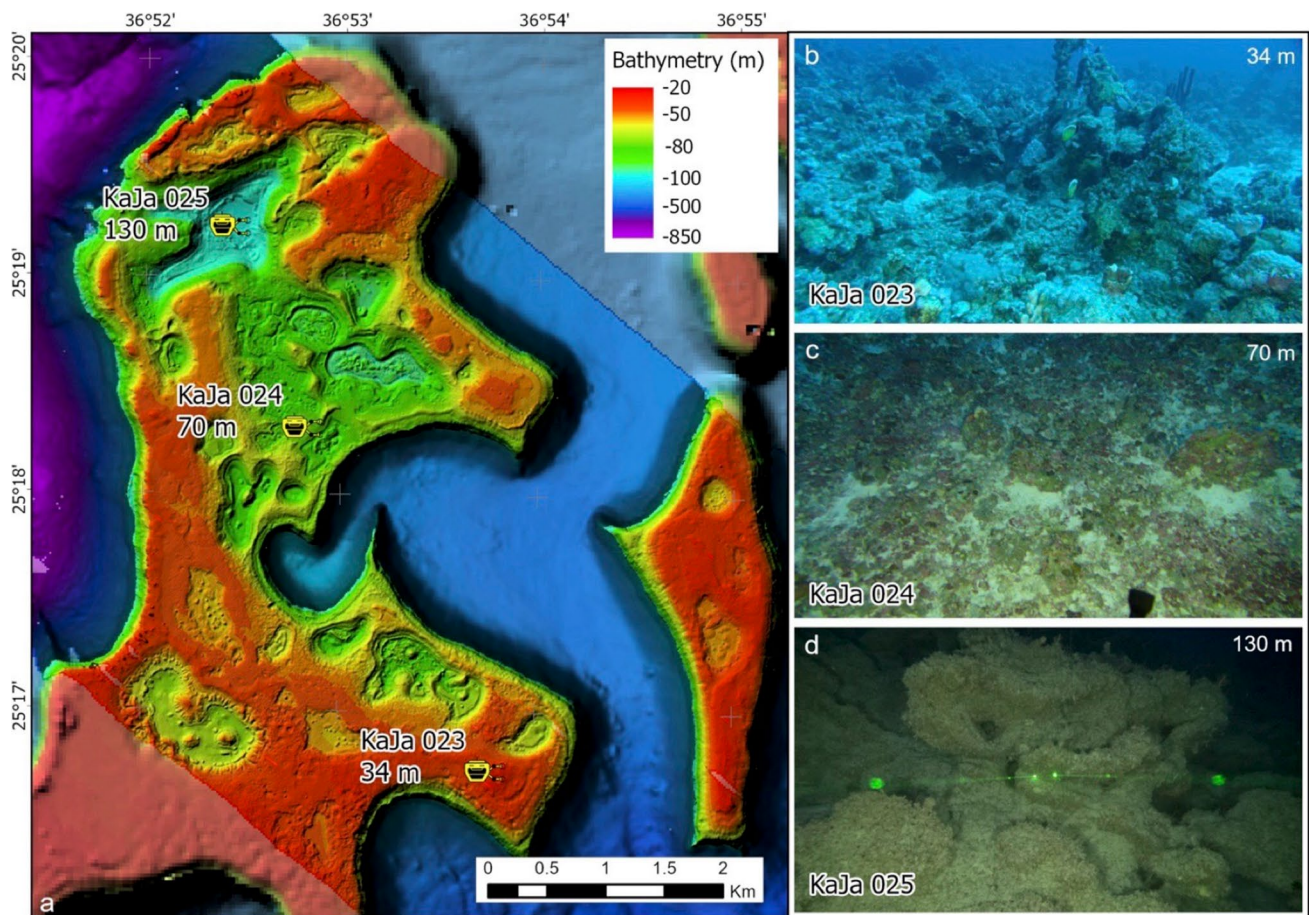 36°52'
36°53'
36°54'
36°55'
25°20'
25°19'
25°18'
25°17'
Bathymetry (m)
-20
-50
-80
-100
-500
-850
KaJa 025
130 m
KaJa 024
70 m
KaJa 023
34 m
0 0.5 1 1.5 2
Km
a
b
34 m
KaJa 023
c
70 m
KaJa 024
d
130 m
KaJa 025